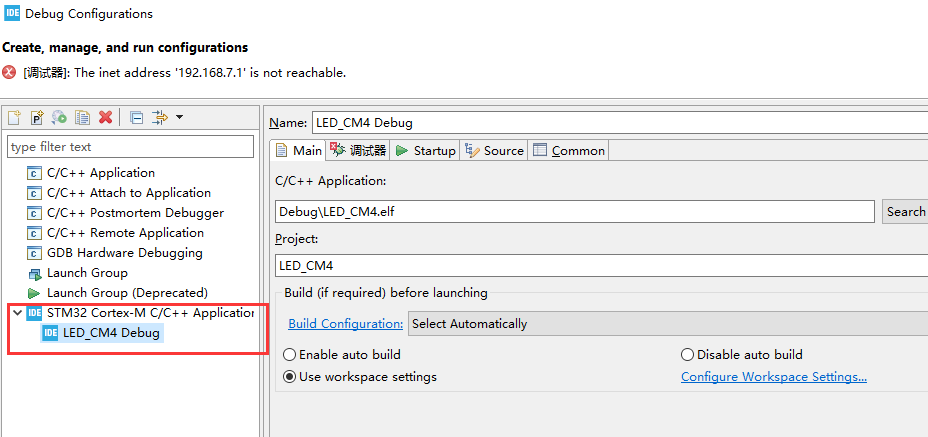 IDE Debug Configurations
Create, manage, and run configurations
[调试器]: The inet address '192.168.7.1' is not reachable.
type filter text
C/C++ Application
C/C++ Attach to Application
C/C++ Postmortem Debugger
C/C++ Remote Application
GDB Hardware Debugging
Launch Group
Launch Group (Deprecated)
IDE STM32 Cortex-M C/C++ Application
IDE LED_CM4 Debug
Name: LED_CM4 Debug
Main 调试器 Startup Source Common
C/C++ Application:
Debug\LED_CM4.elf Search
Project:
LED_CM4
Build (if required) before launching
Build Configuration: Select Automatically
Enable auto build Disable auto build
Use workspace settings Configure Workspace Settings...